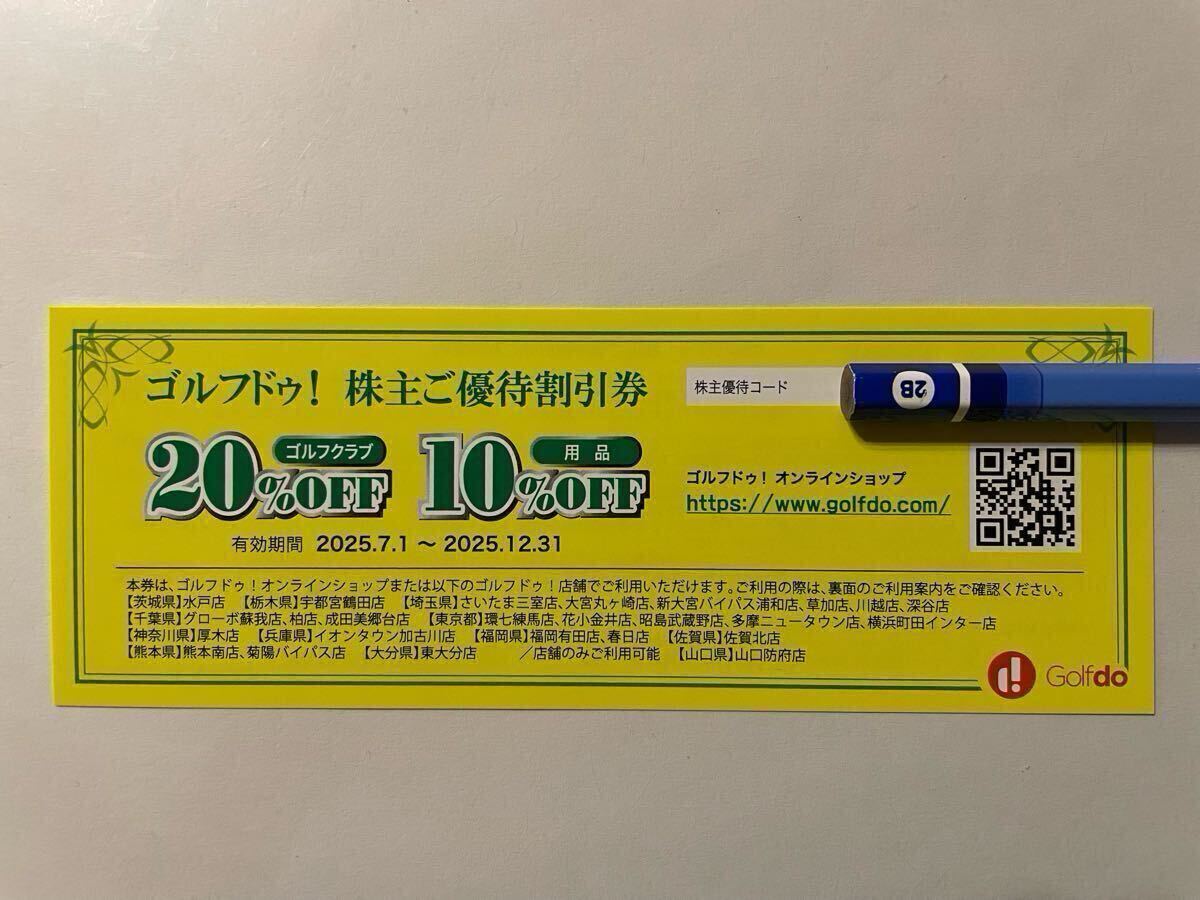 ゴルフドゥ！ 株主ご優待割引券
株主優待コード
2B
20%OFF ゴルフクラブ
10%OFF 用品
ゴルフドゥ！ オンラインショップ
https://www.golfdo.com/
有効期間 2025.7.1 ～ 2025.12.31
本券は、ゴルフドゥ！オンラインショップまたは以下のゴルフドゥ！店舗でご利用いただけます。ご利用の際は、裏面のご利用案内をご確認ください。
【茨城県】水戸店 【栃木県】宇都宮鶴田店 【埼玉県】さいたま三室店、大宮丸ヶ崎店、新大宮バイパス浦和店、草加店、川越店、深谷店
【千葉県】グローボ蘇我店、柏店、成田美郷台店 【東京都】環七練馬店、花小金井店、昭島武蔵野店、多摩ニュータウン店、横浜町田インター店
【神奈川県】厚木店 【兵庫県】イオンタウン加古川店 【福岡県】福岡有田店、春日店 【佐賀県】佐賀北店
【熊本県】熊本南店、菊陽バイパス店 【大分県】東大分店 ／店舗のみご利用可能 【山口県】山口防府店
Golfdo